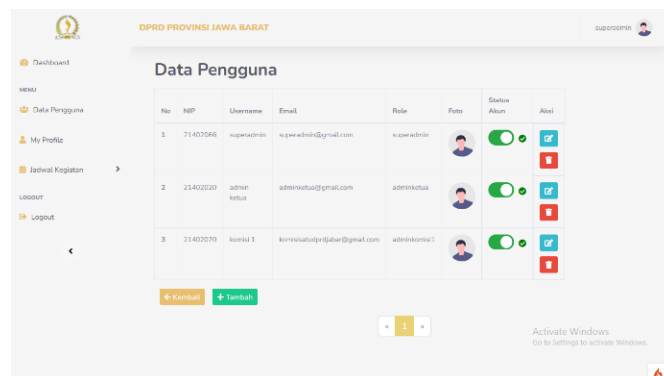 DPRD PROVINSI JAWA BARAT
superadmin
Dashboard
MENU
Data Pengguna
My Profile
Jadwal Kegiatan
LOGOUT
Logout
Data Pengguna
No NIP Username Email Role Foto Status Akun Aksi
1 21402066 superadmin superadmin@gmail.com superadmin
2 21402020 admin ketua adminketua@gmail.com adminketua
3 21402070 komisi 1 komisisatudprdjabar@gmail.com adminkomisi1
Kembali
Tambah
« 1 »
Activate Windows
Go to Settings to activate Windows.